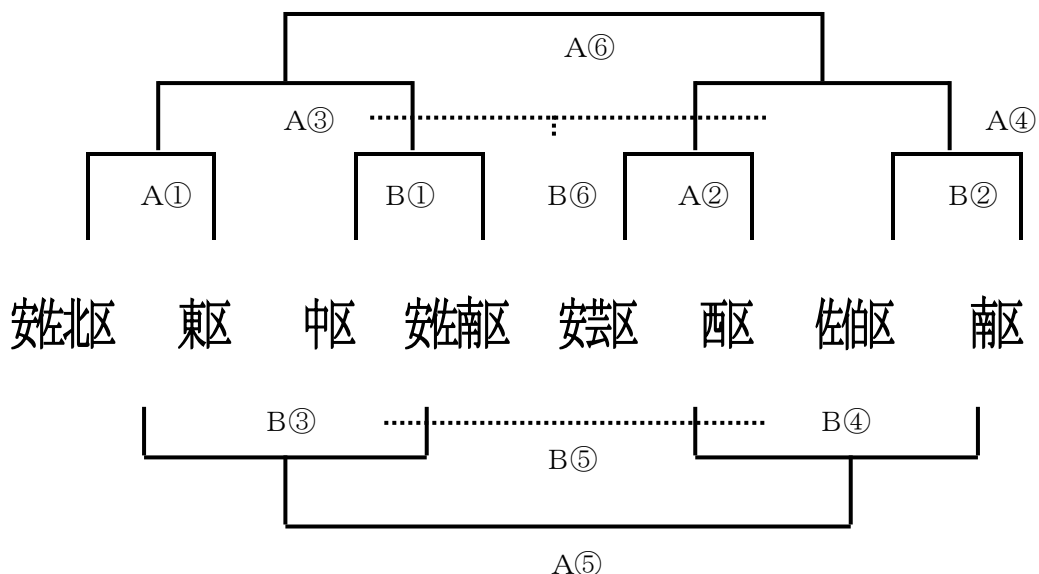 A⑥
A③ A④
A① B① B⑥ A② B②
安佐北区 東区 中区 安佐南区 安芸区 西区 佐伯区 南区
B③ B④
B⑤
A⑤